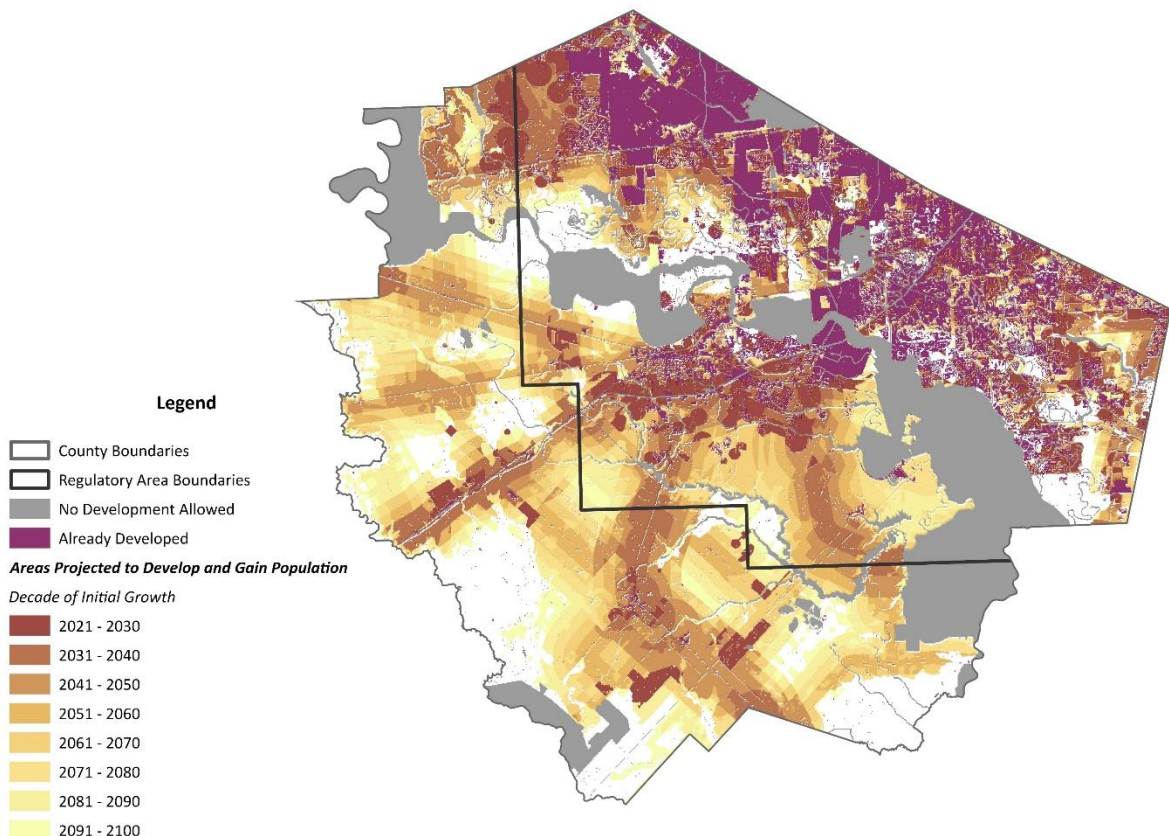 Legend
County Boundaries
Regulatory Area Boundaries
No Development Allowed
Already Developed
Areas Projected to Develop and Gain Population
Decade of Initial Growth
2021 - 2030
2031 - 2040
2041 - 2050
2051 - 2060
2061 - 2070
2071 - 2080
2081 - 2090
2091 - 2100